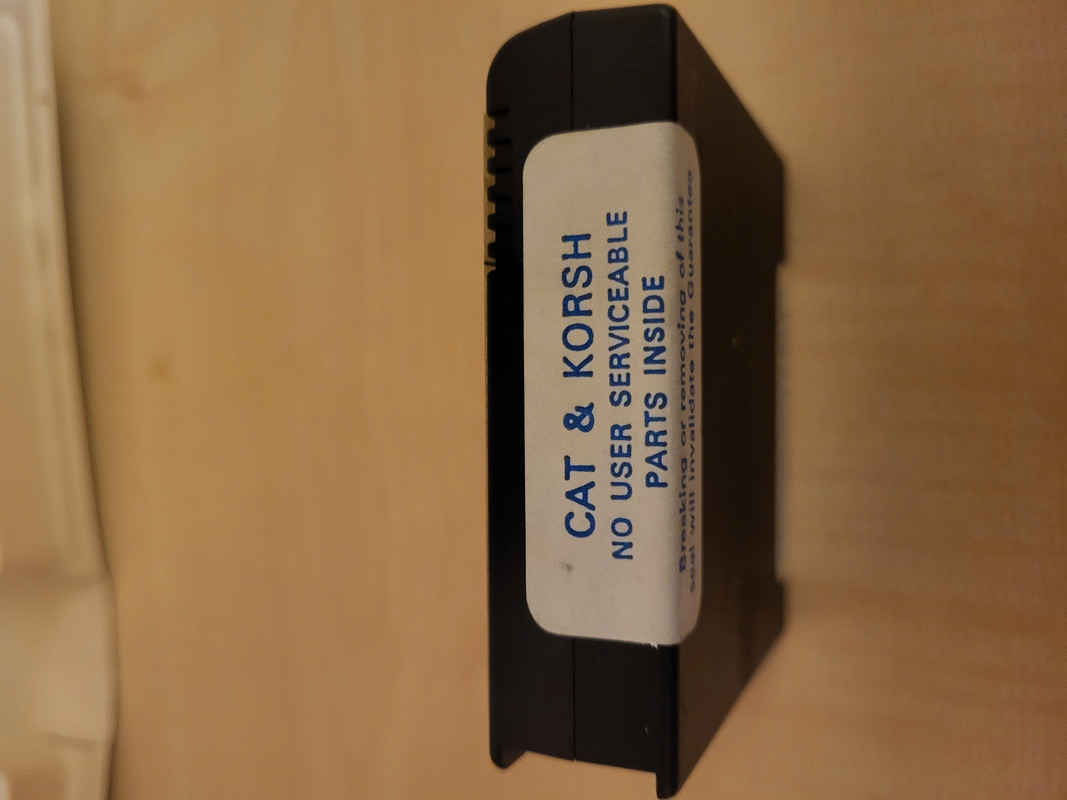 CAT & KORSH
NO USER SERVICEABLE
PARTS INSIDE
Breaking or removing of this
seal will invalidate the Guarantee